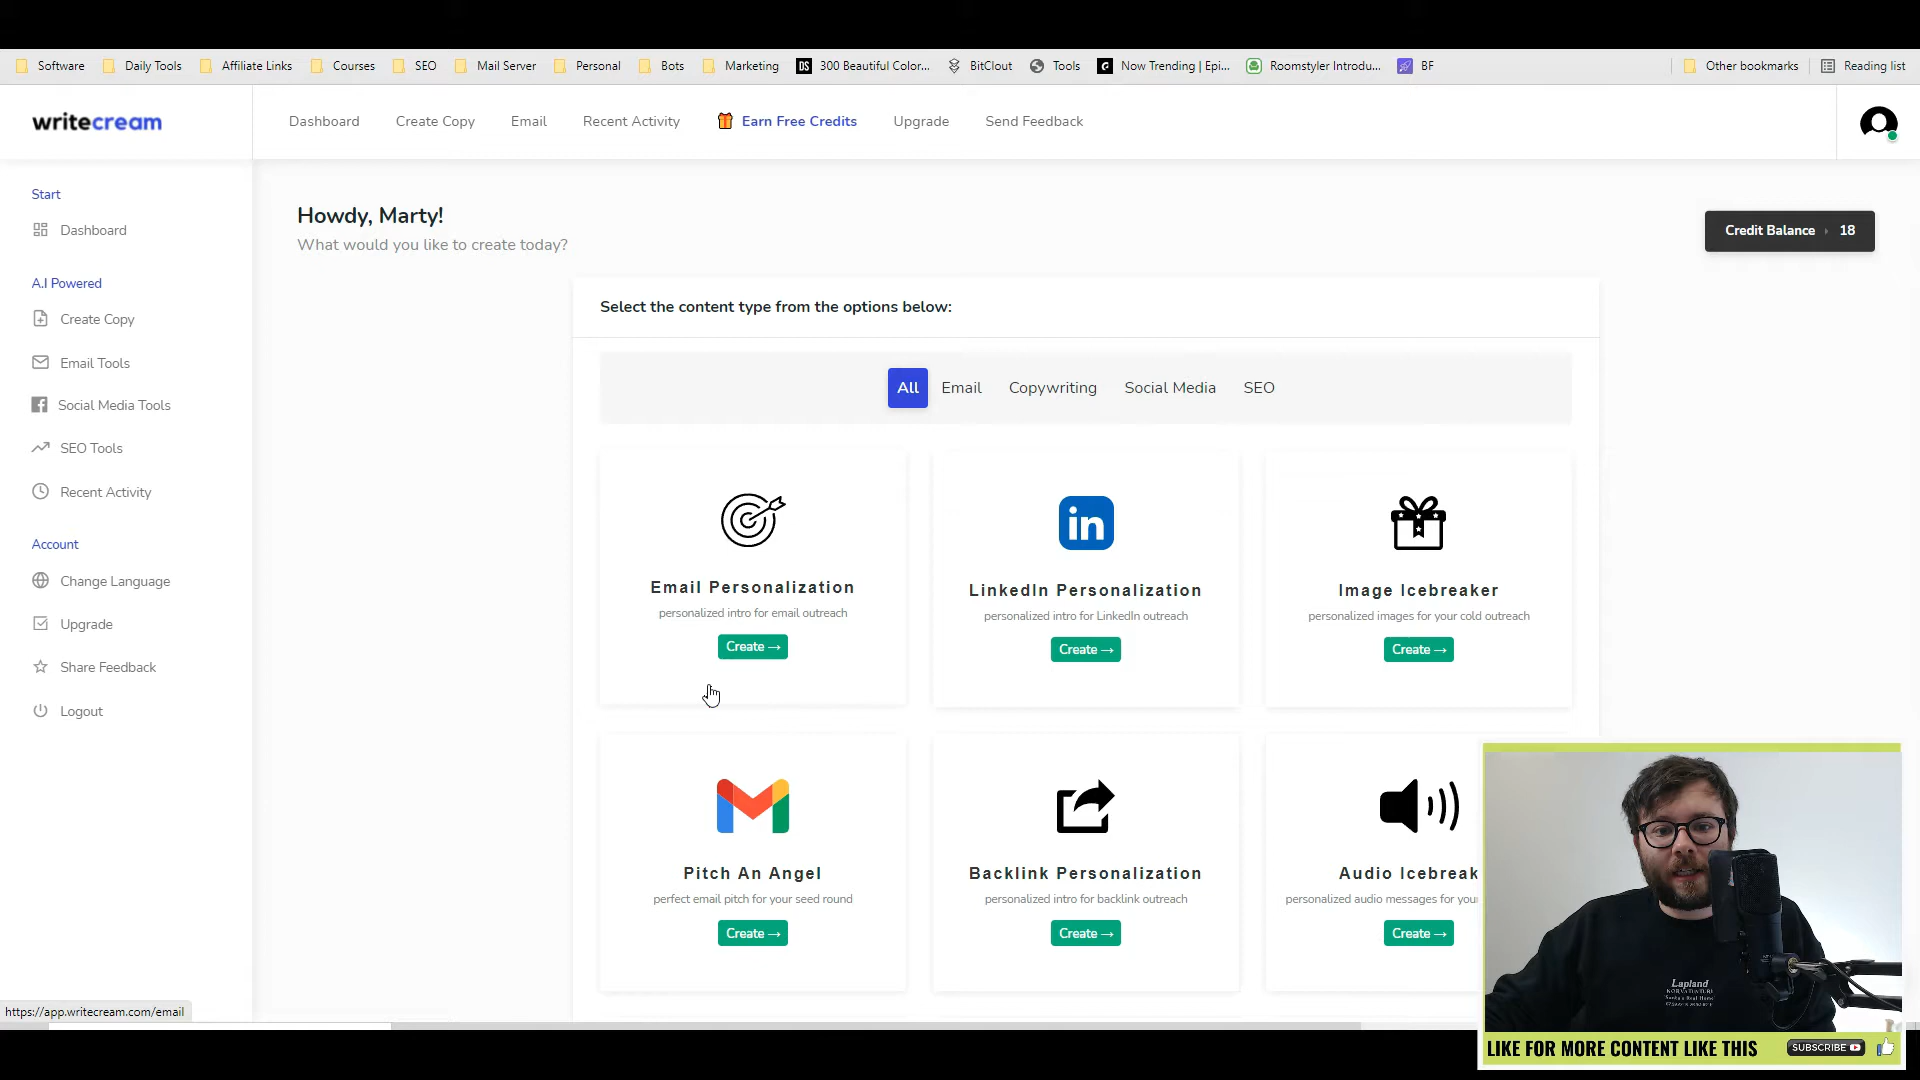 Software Daily Tools Affiliate Links Courses SEO Mail Server Personal Bots Marketing DS 300 Beautiful Color... BitClout Tools Now Trending | Epi... Roomstyler Introdu... BF Other bookmarks Reading list
writecream Dashboard Create Copy Email Recent Activity Earn Free Credits Upgrade Send Feedback
Start
Dashboard
A.I Powered
Create Copy
Email Tools
Social Media Tools
SEO Tools
Recent Activity
Account
Change Language
Upgrade
Share Feedback
Logout
Howdy, Marty!
What would you like to create today?
Credit Balance 18
Select the content type from the options below:
All Email Copywriting Social Media SEO
Email Personalization
personalized intro for email outreach
Create →
in
LinkedIn Personalization
personalized intro for LinkedIn outreach
Create →
Image Icebreaker
personalized images for your cold outreach
Create →
Pitch An Angel
perfect email pitch for your seed round
Create →
Backlink Personalization
personalized intro for backlink outreach
Create →
Audio Icebreak
personalized audio messages for your
Create →
https://app.writecream.com/email
Lapland
LIKE FOR MORE CONTENT LIKE THIS SUBSCRIBE